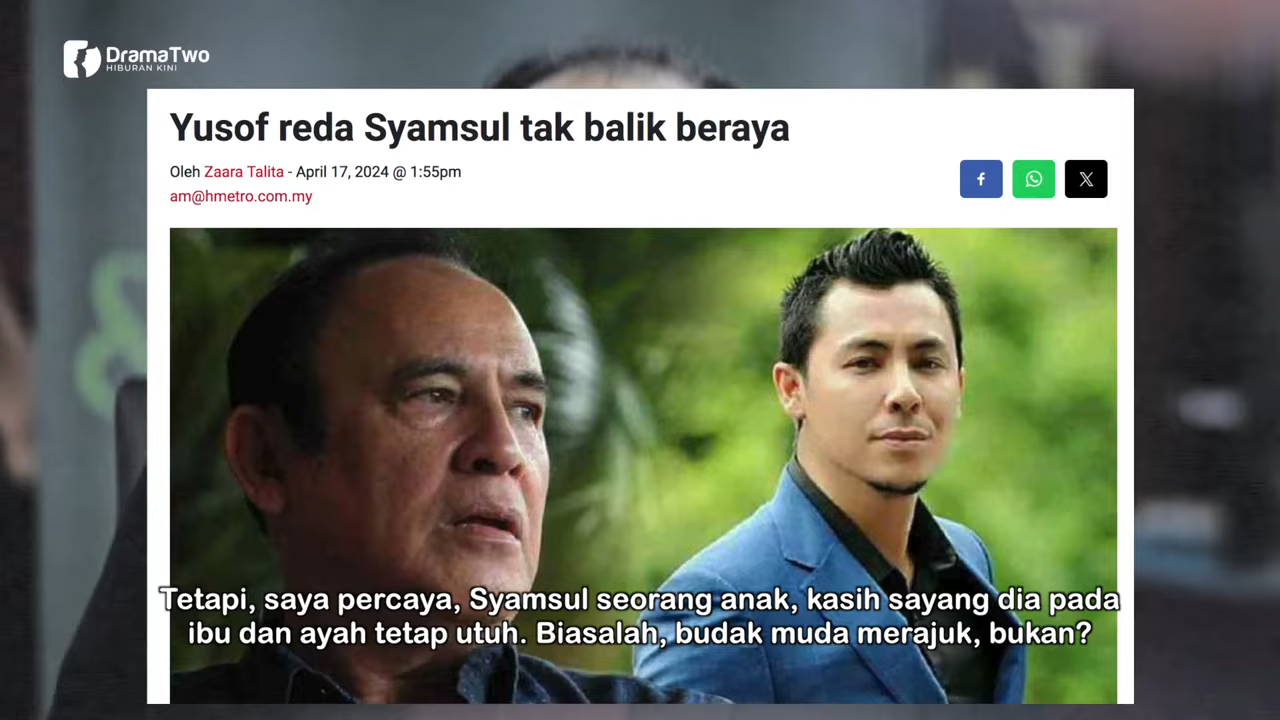 DramaTwo
HIBURAN KINI
Yusof reda Syamsul tak balik beraya
Oleh Zaara Talita - April 17, 2024 @ 1:55pm
am@hmetro.com.my
Tetapi, saya percaya, Syamsul seorang anak, kasih sayang dia pada
ibu dan ayah tetap utuh. Biasalah, budak muda merajuk, bukan?